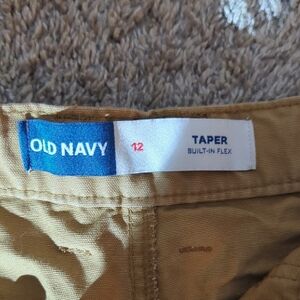 OLD NAVY
12
TAPER
BUILT-IN FLEX